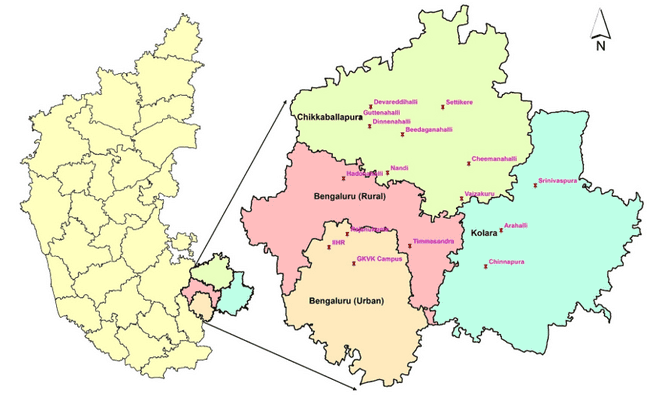 N
Devareddihalli
Settikere
Guttenahalli
Chikkaballapura
Dinnenahalli
Beedaganahalli
Cheemanahalli
Nandi
Srinivaspura
Bengaluru (Rural)
Vaizakuru
Arahalli
Kolara
IIHR
Timmasandra
GKVK Campus
Chinnapura
Bengaluru (Urban)